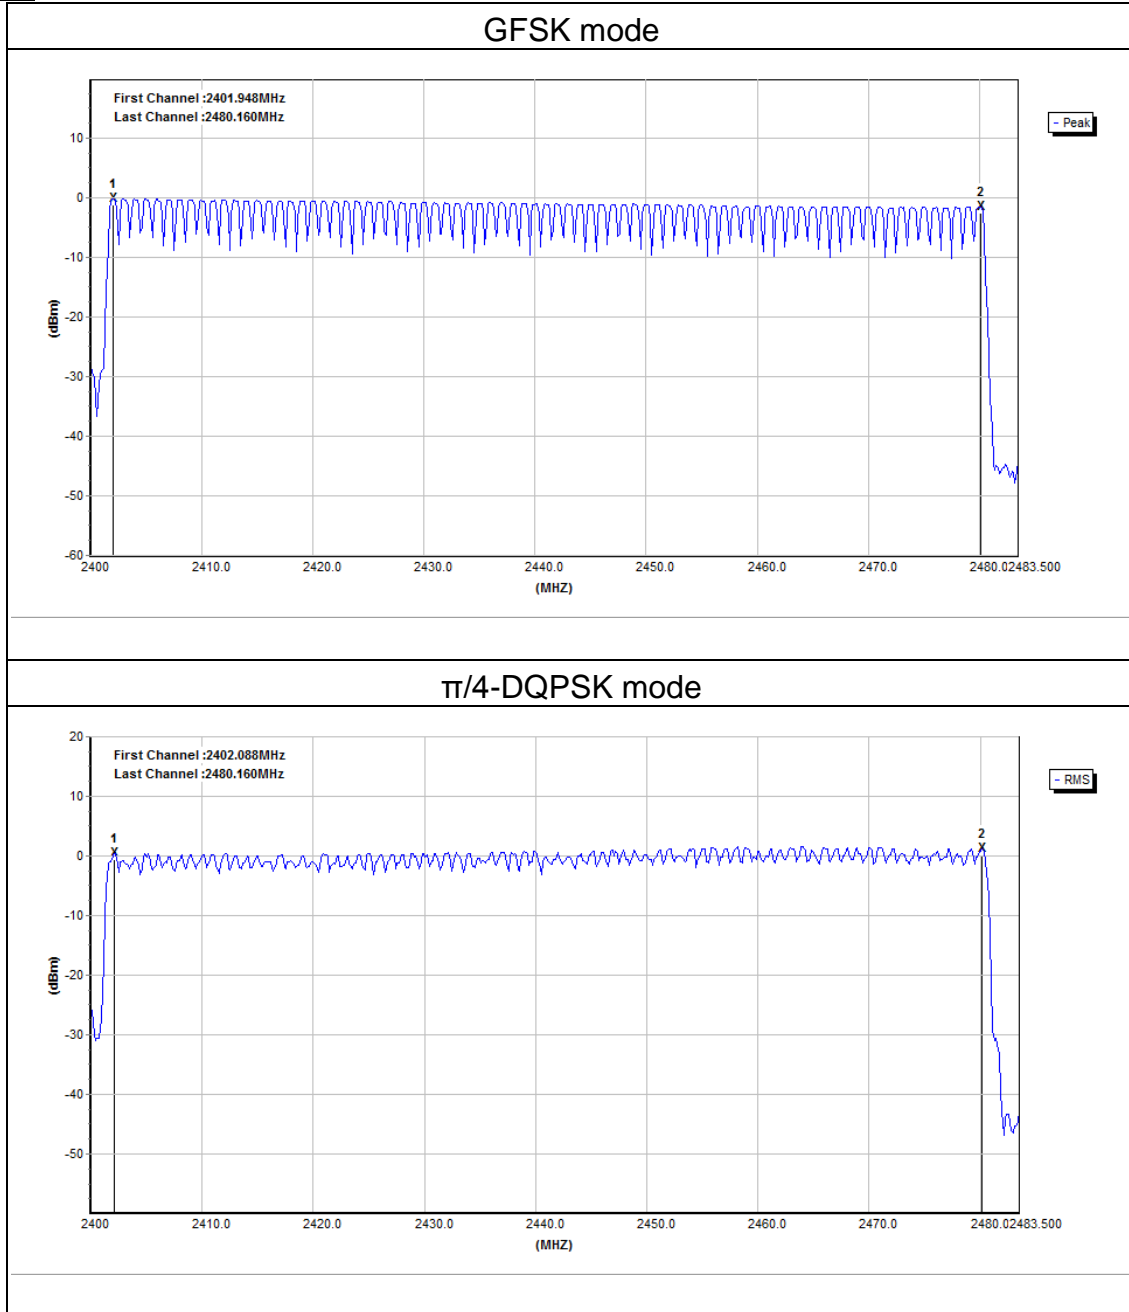 GFSK mode
First Channel :2401.948MHz
Last Channel :2480.160MHz
- Peak
10
1
2
0
-10
-20
(dBm)
-30
-40
-50
-60
2400 2410.0 2420.0 2430.0 2440.0 2450.0 2460.0 2470.0 2480.02483.500
(MHZ)
π/4-DQPSK mode
20
First Channel :2402.088MHz
Last Channel :2480.160MHz
- RMS
10
1
2
0
-10
-20
(dBm)
-30
-40
-50
2400 2410.0 2420.0 2430.0 2440.0 2450.0 2460.0 2470.0 2480.02483.500
(MHZ)